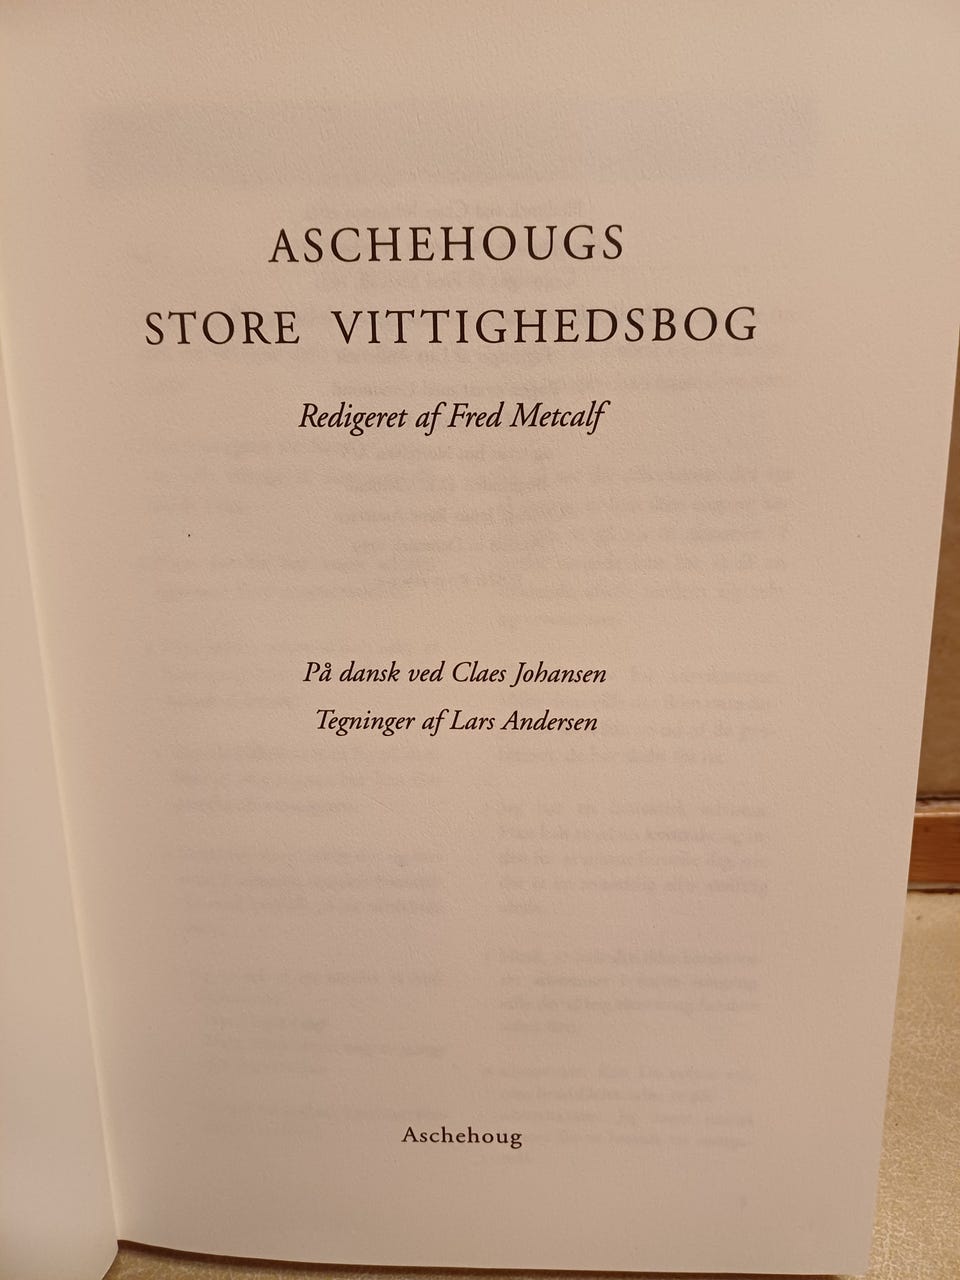 ASCHEHOUGS
STORE VITTIGHEDSBOG
Redigeret af Fred Metcalf
På dansk ved Claes Johansen
Tegninger af Lars Andersen
Aschehoug